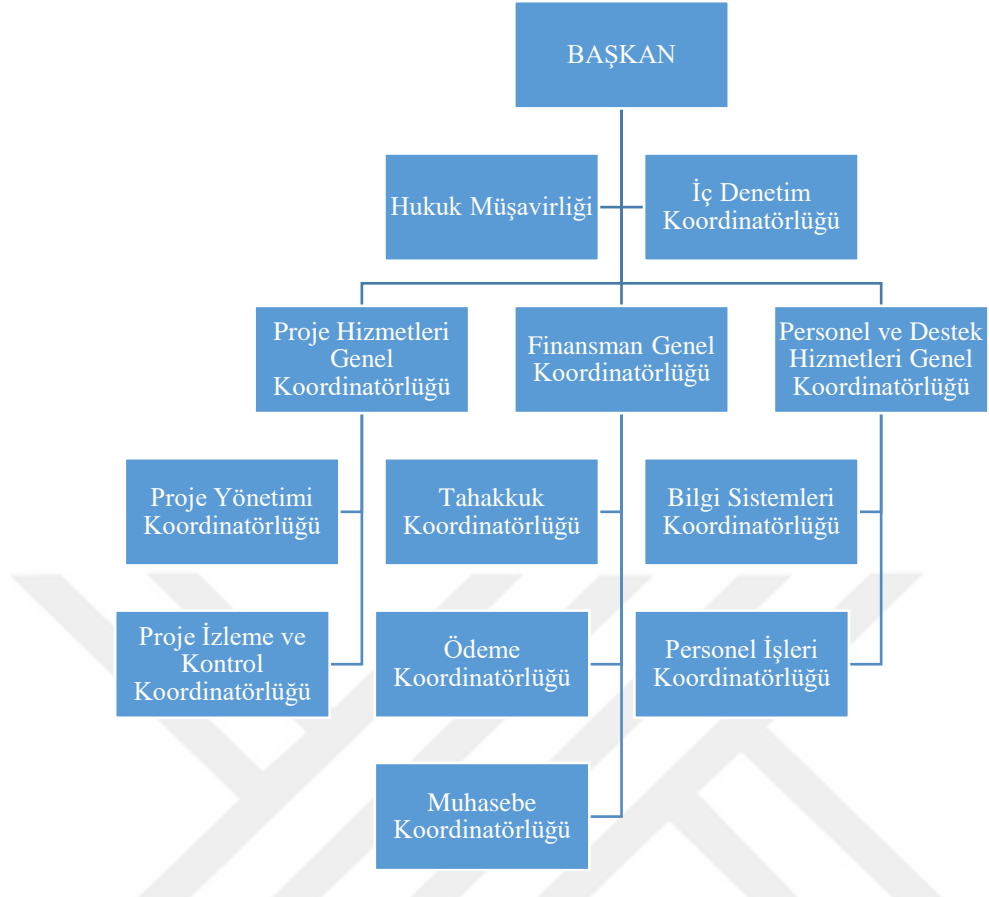 BAŞKAN
Hukuk Müşavirliği
İç Denetim
Koordinatörlüğü
Proje Hizmetleri
Genel
Koordinatörlüğü
Finansman Genel
Koordinatörlüğü
Personel ve Destek
Hizmetleri Genel
Koordinatörlüğü
Proje Yönetimi
Koordinatörlüğü
Tahakkuk
Koordinatörlüğü
Bilgi Sistemleri
Koordinatörlüğü
Proje İzleme ve
Kontrol
Koordinatörlüğü
Ödeme
Koordinatörlüğü
Personel İşleri
Koordinatörlüğü
Muhasebe
Koordinatörlüğü